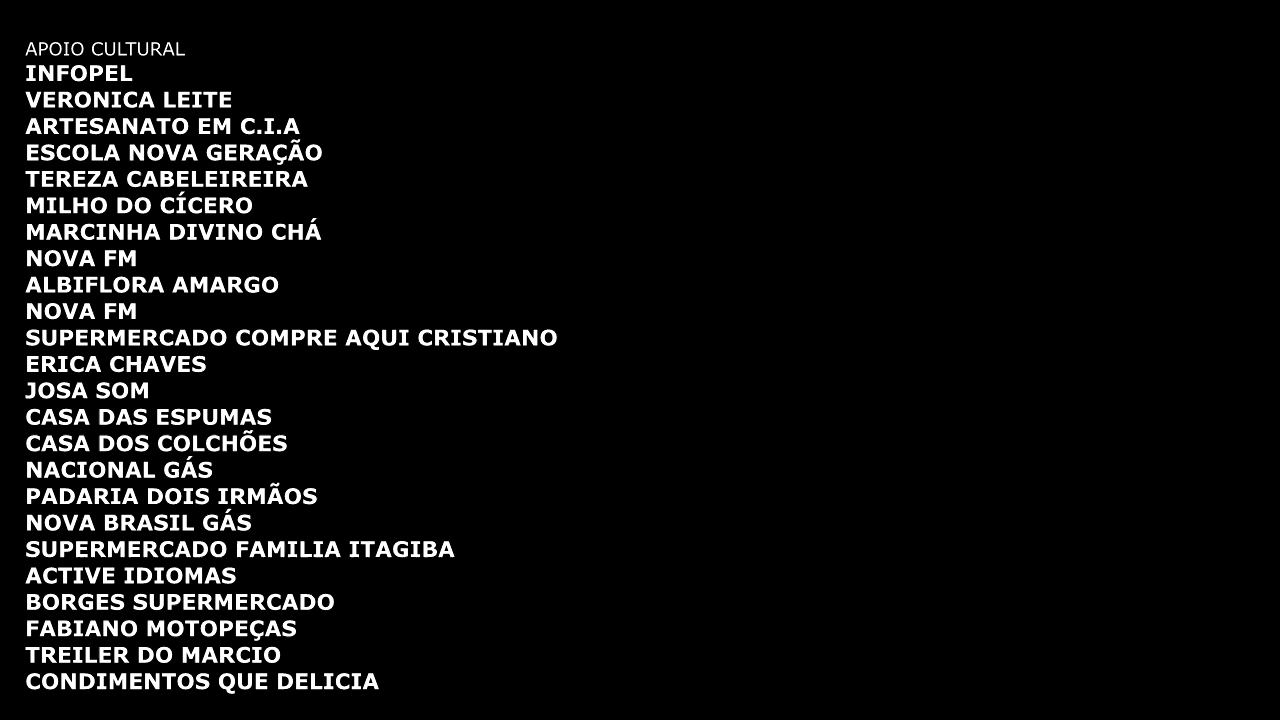 APOIO CULTURAL
INFOPEL
VERONICA LEITE
ARTESANATO EM C.I.A
ESCOLA NOVA GERAÇÃO
TEREZA CABELEIREIRA
MILHO DO CÍCERO
MARCINHA DIVINO CHÁ
NOVA FM
ALBIFLORA AMARGO
NOVA FM
SUPERMERCADO COMPRE AQUI CRISTIANO
ERICA CHAVES
JOSA SOM
CASA DAS ESPUMAS
CASA DOS COLCHÕES
NACIONAL GÁS
PADARIA DOIS IRMÃOS
NOVA BRASIL GÁS
SUPERMERCADO FAMILIA ITAGIBA
ACTIVE IDIOMAS
BORGES SUPERMERCADO
FABIANO MOTOPEÇAS
TREILER DO MARCIO
CONDIMENTOS QUE DELICIA